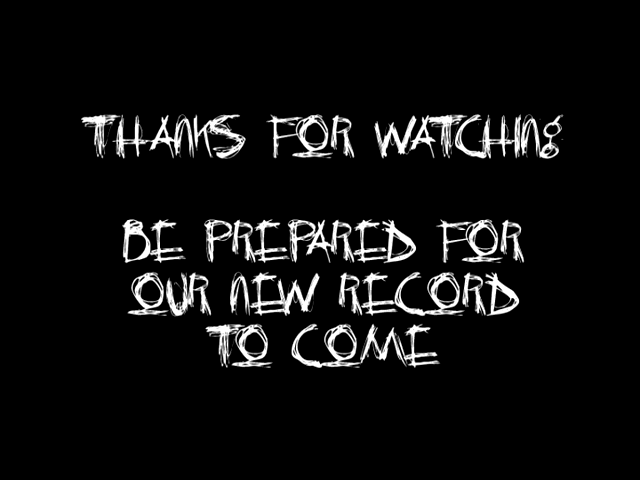 THANKS FOR WATCHING
BE PREPARED FOR
OUR NEW RECORD
TO COME